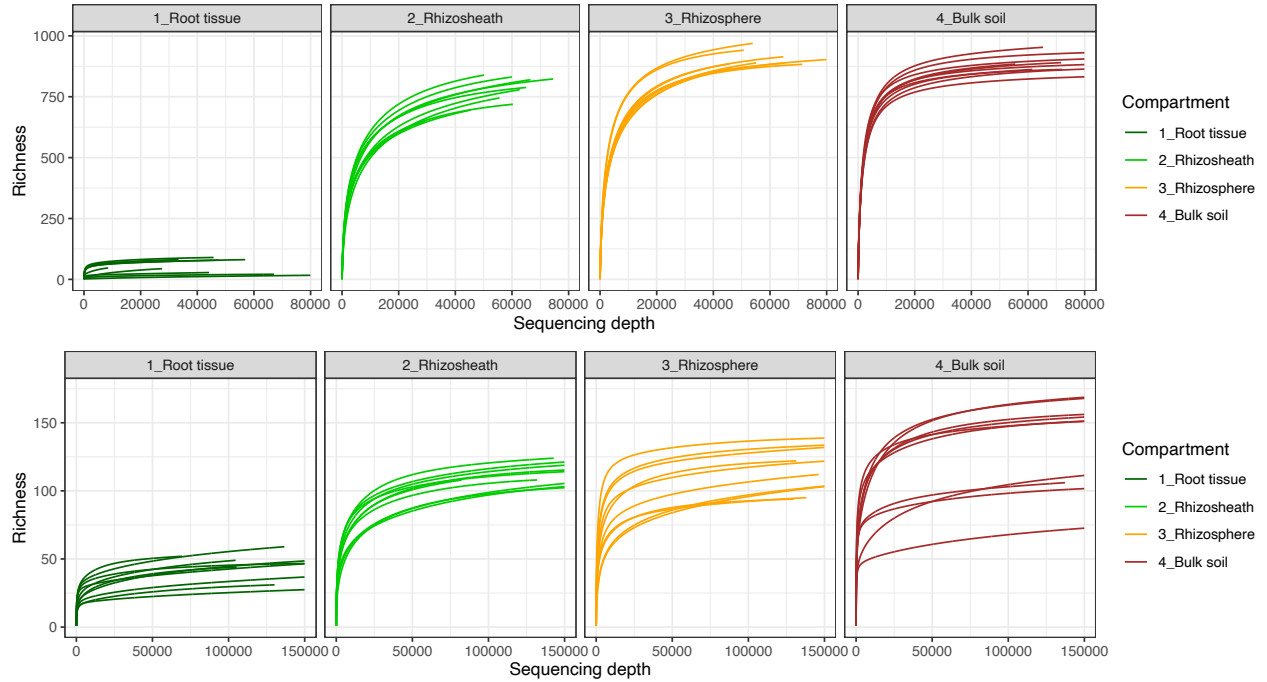 1_Root tissue 2_Rhizosheath 3_Rhizosphere 4_Bulk soil
1000
750
500
250
0
Richness
0 20000 40000 60000 80000 0 20000 40000 60000 80000 0 20000 40000 60000 80000 0 20000 40000 60000 80000
Sequencing depth
Compartment
1_Root tissue
2_Rhizosheath
3_Rhizosphere
4_Bulk soil
1_Root tissue 2_Rhizosheath 3_Rhizosphere 4_Bulk soil
150
100
50
0
Richness
0 50000 100000 150000 0 50000 100000 150000 0 50000 100000 150000 0 50000 100000 150000
Sequencing depth
Compartment
1_Root tissue
2_Rhizosheath
3_Rhizosphere
4_Bulk soil